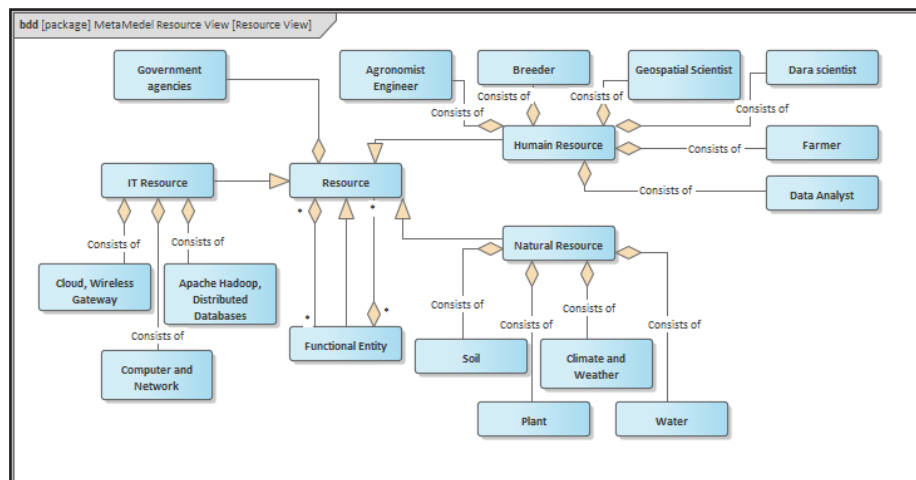 bdd [package] MetaMedel Resource View [Resource View]
Government
agencies
Agronomist
Engineer
Breeder
Geospatial Scientist
Dara scientist
Consists of
Consists of
Consists of
Consists of
Humain Resource
Consists of
Farmer
IT Resource
Resource
Consists of
Data Analyst
*
*
Natural Resource
Consists of
Consists of
Cloud, Wireless
Gateway
Apache Hadoop,
Distributed
Databases
Consists of
Consists of
Consists of
Consists of
*
*
Consists of
Functional Entity
Soil
Climate and
Weather
Computer and
Network
Plant
Water